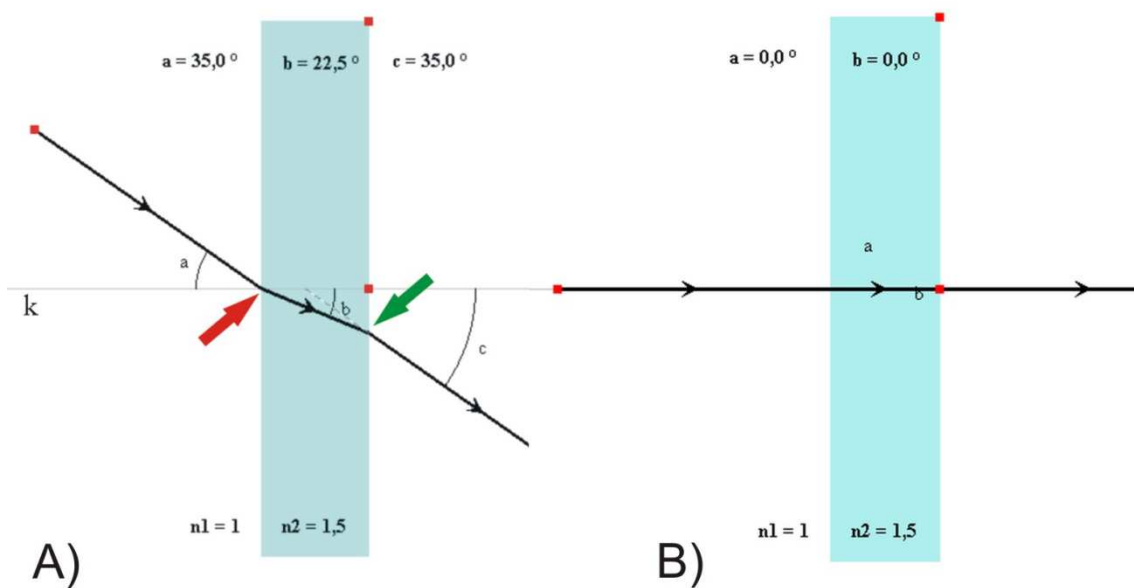 a = 35,0 °
b = 22,5 °
c = 35,0 °
a
k
b
c
n1 = 1
n2 = 1,5
A)
a = 0,0 °
b = 0,0 °
a
b
n1 = 1
n2 = 1,5
B)